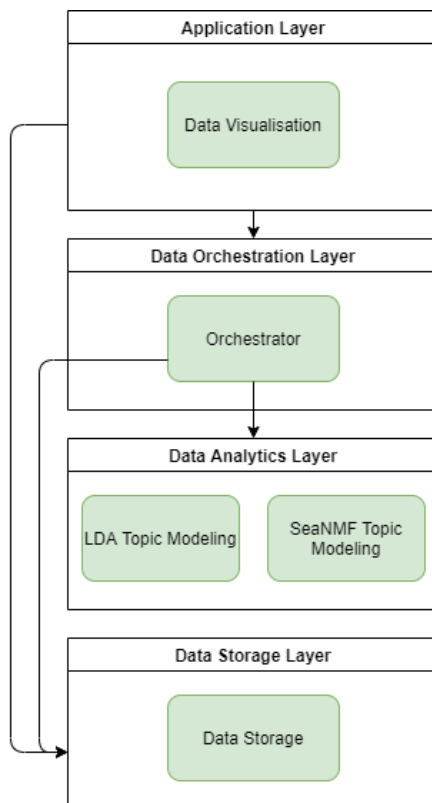 Application Layer
Data Visualisation
Data Orchestration Layer
Orchestrator
Data Analytics Layer
LDA Topic Modeling
SeaNMF Topic
Modeling
Data Storage Layer
Data Storage